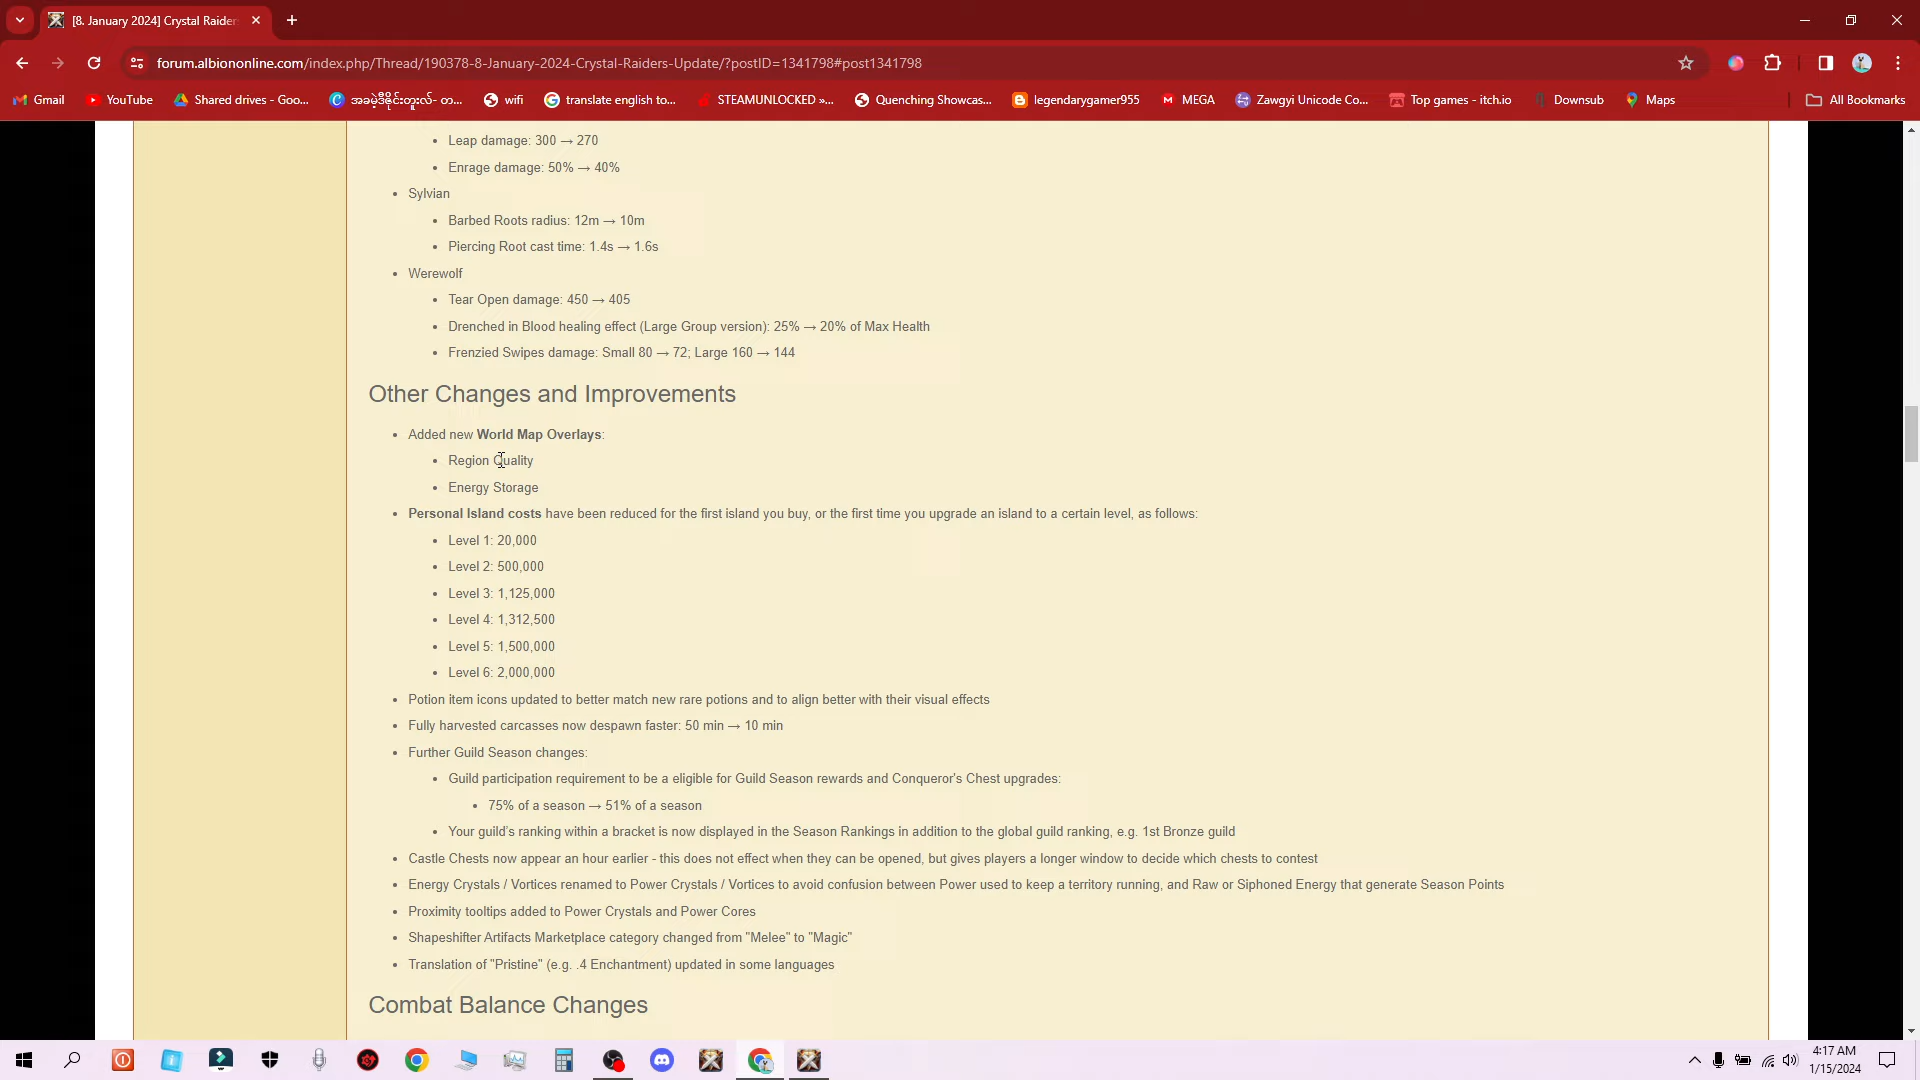 [8. January 2024] Crystal Raiders
forum.albiononline.com/index.php/Thread/190378-8-January-2024-Crystal-Raiders-Update/?postID=1341798#post1341798
Gmail YouTube Shared drives - Goo... wifi translate english to... STEAMUNLOCKED »... Quenching Showcas... legendarygamer955 MEGA Zawgyi Unicode Co... Top games - itch.io Downsub Maps All Bookmarks
Leap damage: 300 → 270
Enrage damage: 50% → 40%
Sylvian
Barbed Roots radius: 12m → 10m
Piercing Root cast time: 1.4s → 1.6s
Werewolf
Tear Open damage: 450 → 405
Drenched in Blood healing effect (Large Group version): 25% → 20% of Max Health
Frenzied Swipes damage: Small 80 → 72; Large 160 → 144
Other Changes and Improvements
Added new World Map Overlays:
Region Quality
Energy Storage
Personal Island costs have been reduced for the first island you buy, or the first time you upgrade an island to a certain level, as follows:
Level 1: 20,000
Level 2: 500,000
Level 3: 1,125,000
Level 4: 1,312,500
Level 5: 1,500,000
Level 6: 2,000,000
Potion item icons updated to better match new rare potions and to align better with their visual effects
Fully harvested carcasses now despawn faster: 50 min → 10 min
Further Guild Season changes:
Guild participation requirement to be a eligible for Guild Season rewards and Conqueror's Chest upgrades:
75% of a season → 51% of a season
Your guild's ranking within a bracket is now displayed in the Season Rankings in addition to the global guild ranking, e.g. 1st Bronze guild
Castle Chests now appear an hour earlier - this does not effect when they can be opened, but gives players a longer window to decide which chests to contest
Energy Crystals / Vortices renamed to Power Crystals / Vortices to avoid confusion between Power used to keep a territory running, and Raw or Siphoned Energy that generate Season Points
Proximity tooltips added to Power Crystals and Power Cores
Shapeshifter Artifacts Marketplace category changed from "Melee" to "Magic"
Translation of "Pristine" (e.g. .4 Enchantment) updated in some languages
Combat Balance Changes
4:17 AM
1/15/2024